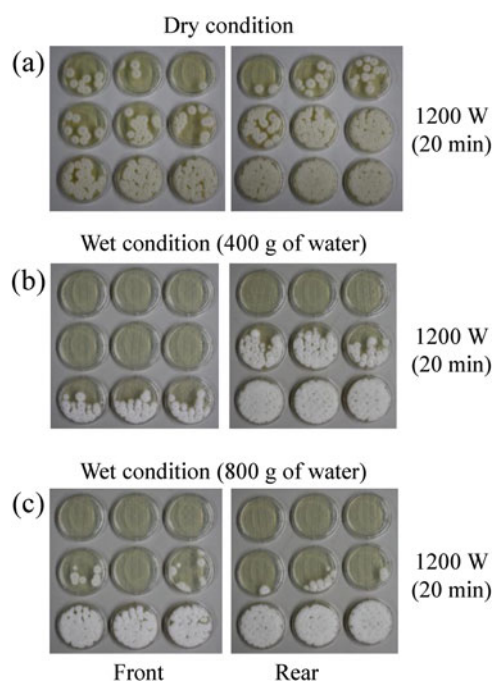 Dry condition
(a)
1200 W
(20 min)
Wet condition (400 g of water)
(b)
1200 W
(20 min)
Wet condition (800 g of water)
(c)
1200 W
(20 min)
Front Rear